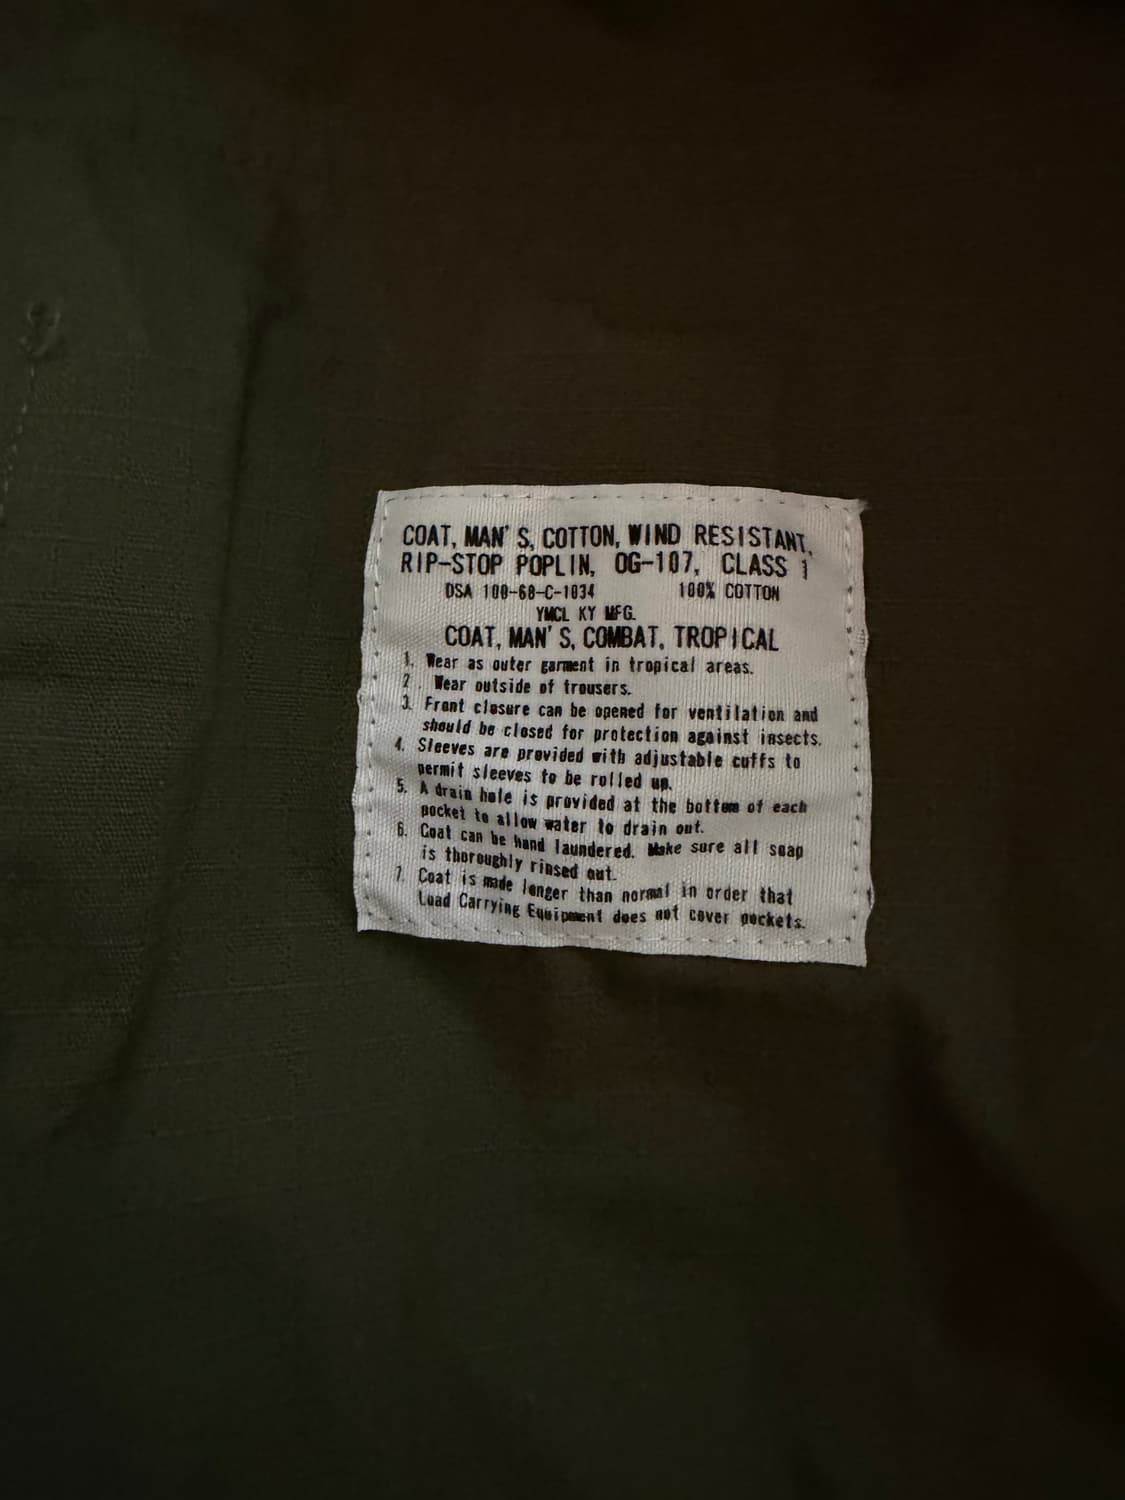 COAT, MAN'S, COTTON, WIND RESISTANT,
RIP-STOP POPLIN, OG-107, CLASS 1
DSA 100-68-C-1034 100% COTTON
YMCL KY MFG.
COAT, MAN'S, COMBAT, TROPICAL
1. Wear as outer garment in tropical areas.
2. Wear outside of trousers.
3. Front closure can be opened for ventilation and
should be closed for protection against insects.
4. Sleeves are provided with adjustable cuffs to
permit sleeves to be rolled up.
5. A drain hole is provided at the bottom of each
pocket to allow water to drain out.
6. Coat can be hand laundered. Make sure all soap
is thoroughly rinsed out.
7. Coat is made longer than normal in order that
Load Carrying Equipment does not cover pockets.